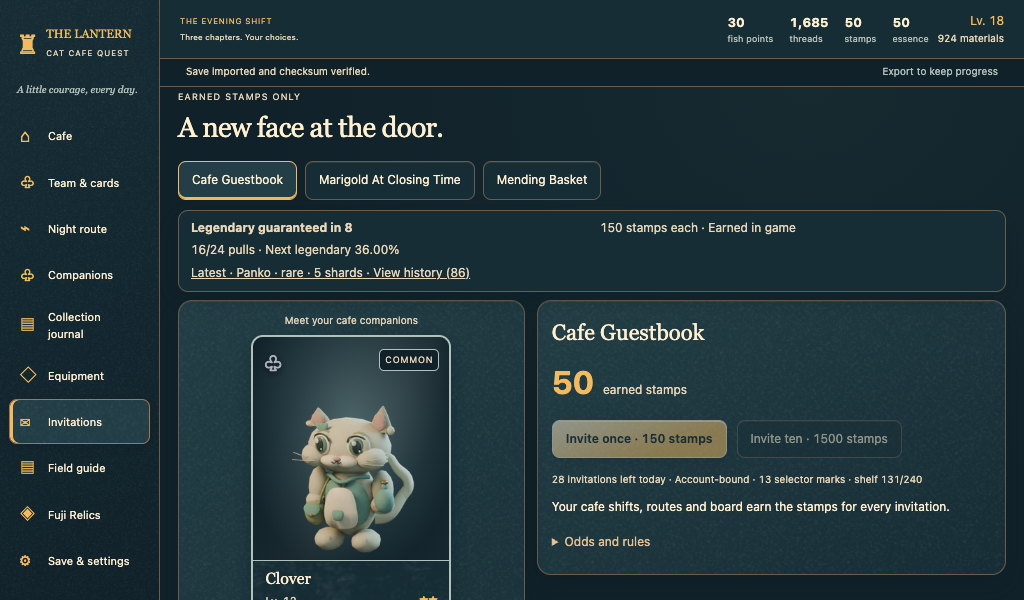 THE LANTERN
CAT CAFE QUEST
A little courage, every day.
Cafe
Team & cards
Night route
Companions
Collection
journal
Equipment
Invitations
Field guide
Fuji Relics
Save & settings
THE EVENING SHIFT
Three chapters. Your choices.
30
fish points
1,685
threads
50
stamps
50
essence
Lv. 18
924 materials
Save imported and checksum verified.
Export to keep progress
EARNED STAMPS ONLY
A new face at the door.
Cafe Guestbook
Marigold At Closing Time
Mending Basket
Legendary guaranteed in 8
150 stamps each · Earned in game
16/24 pulls · Next legendary 36.00%
Latest · Panko · rare · 5 shards · View history (86)
Meet your cafe companions
COMMON
Clover
Cafe Guestbook
50 earned stamps
Invite once · 150 stamps
Invite ten · 1500 stamps
28 invitations left today · Account-bound · 13 selector marks · shelf 131/240
Your cafe shifts, routes and board earn the stamps for every invitation.
Odds and rules